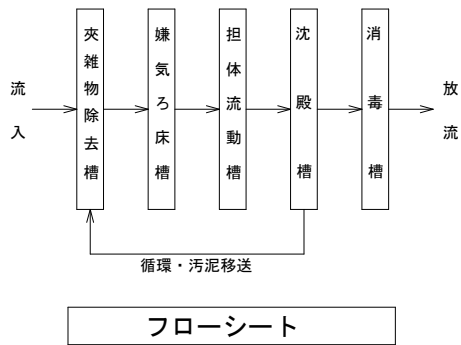 流入
夾雑物除去槽
嫌気ろ床槽
担体流動槽
沈殿槽
消毒槽
放流
循環・汚泥移送
フローシート